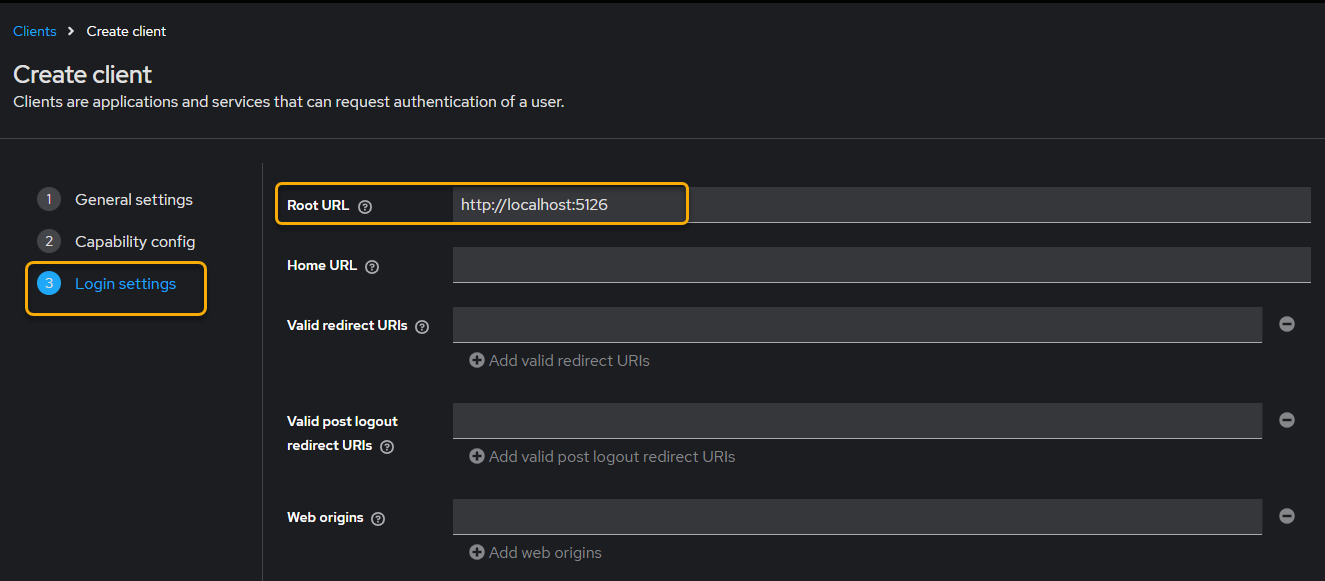 Clients > Create client
Create client
Clients are applications and services that can request authentication of a user.
1 General settings
2 Capability config
3 Login settings
Root URL ? http://localhost:5126
Home URL ?
Valid redirect URIs ?
Add valid redirect URIs
Valid post logout
redirect URIs ?
Add valid post logout redirect URIs
Web origins ?
Add web origins